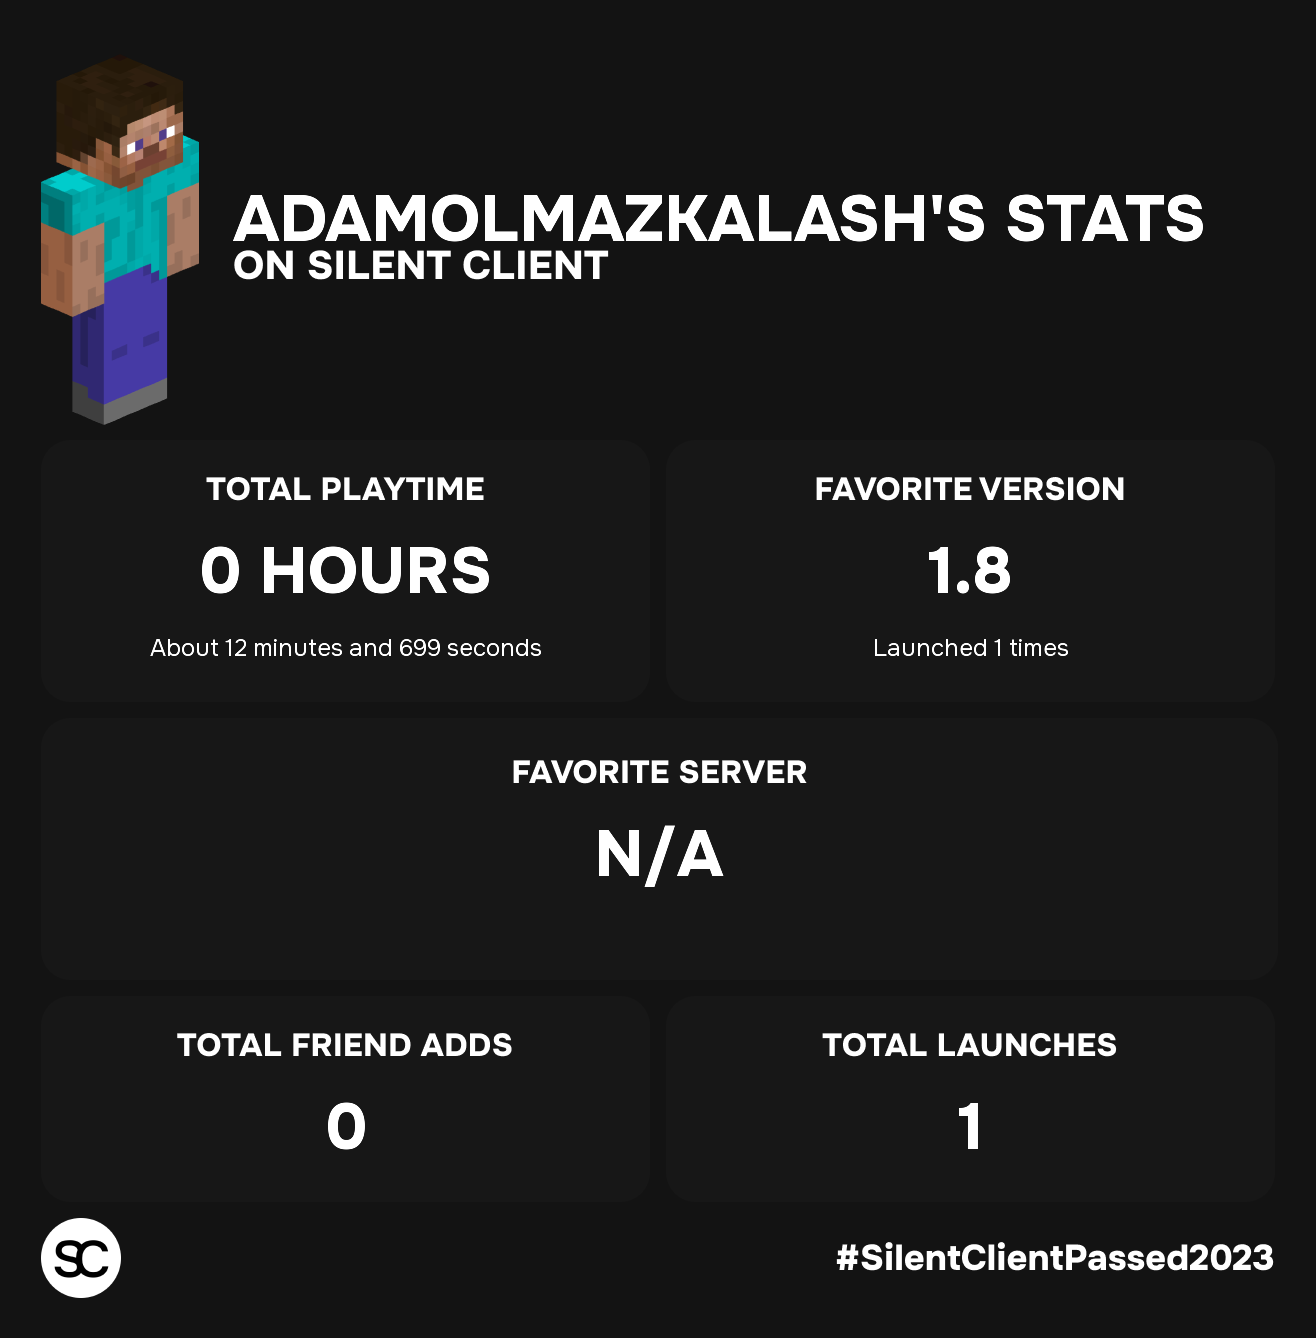 ADAMOLMAZKALASH'S STATS
ON SILENT CLIENT
TOTAL PLAYTIME
0 HOURS
About 12 minutes and 699 seconds
FAVORITE VERSION
1.8
Launched 1 times
FAVORITE SERVER
N/A
TOTAL FRIEND ADDS
0
TOTAL LAUNCHES
1
SC
#SilentClientPassed2023